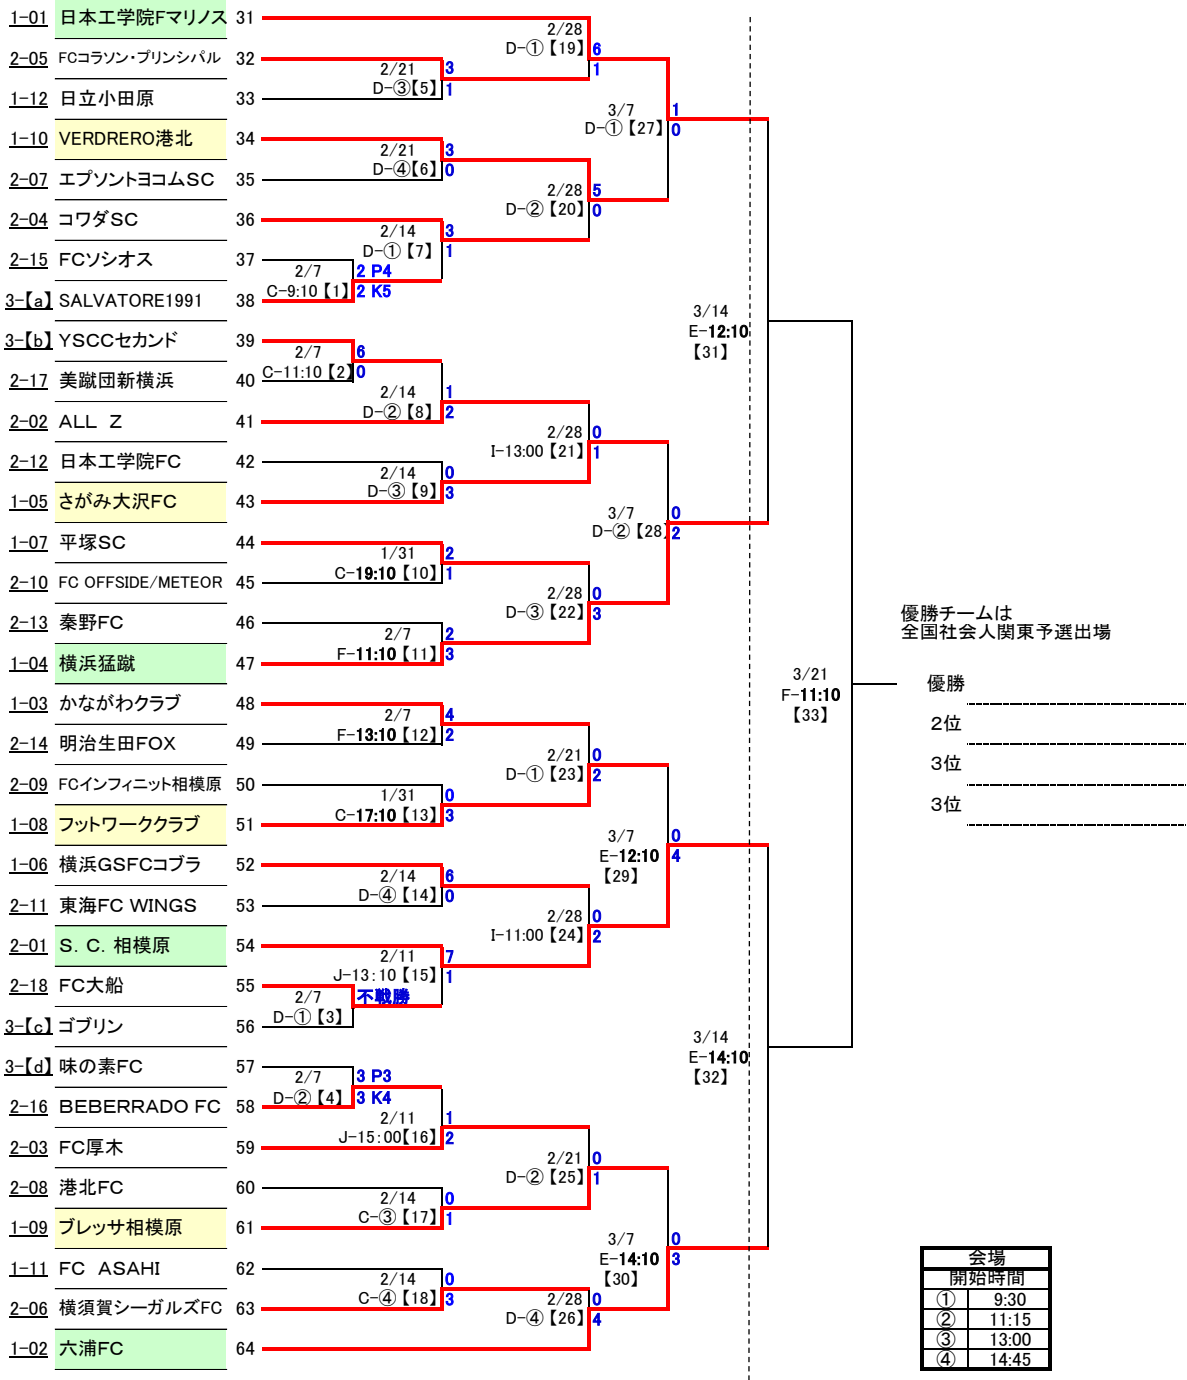 1-01 日本工学院Fマリノス 31
2-05 FCコラソン・プリンシパル 32
1-12 日立小田原 33
1-10 VERDRERO港北 34
2-07 エプソントヨコムSC 35
2-04 コワダSC 36
2-15 FCソシオス 37
3-【a】 SALVATORE1991 38
3-【b】 YSCCセカンド 39
2-17 美蹴団新横浜 40
2-02 ALL Z 41
2-12 日本工学院FC 42
1-05 さがみ大沢FC 43
1-07 平塚SC 44
2-10 FC OFFSIDE/METEOR 45
2-13 秦野FC 46
1-04 横浜猛蹴 47
1-03 かながわクラブ 48
2-14 明治生田FOX 49
2-09 FCインフィニット相模原 50
1-08 フットワーククラブ 51
1-06 横浜GSFCコブラ 52
2-11 東海FC WINGS 53
2-01 S.C.相模原 54
2-18 FC大船 55
3-【c】 ゴブリン 56
3-【d】 味の素FC 57
2-16 BEBERRADO FC 58
2-03 FC厚木 59
2-08 港北FC 60
1-09 ブレッサ相模原 61
1-11 FC ASAHI 62
2-06 横須賀シーガルズFC 63
1-02 六浦FC 64
2/7 2 P4
C-9:10【1】 2 K5
2/7 6
C-11:10【2】 0
2/7 不戦勝
D-①【3】
2/7 3 P3
D-②【4】 3 K4
2/21 3
D-③【5】 1
2/21 3
D-④【6】 0
2/14 3
D-①【7】 1
2/14 1
D-②【8】 2
2/14 0
D-③【9】 3
1/31 2
C-19:10【10】 1
2/7 2
F-11:10【11】 3
2/7 4
F-13:10【12】 2
1/31 0
C-17:10【13】 3
2/14 6
D-④【14】 0
2/11 7
J-13:10【15】 1
2/11 1
J-15:00【16】 2
2/14 0
C-③【17】 1
2/14 0
C-④【18】 3
2/28 6
D-①【19】 1
2/28 5
D-②【20】 0
2/28 0
I-13:00【21】 1
2/28 0
D-③【22】 3
2/21 0
D-①【23】 2
2/28 0
I-11:00【24】 2
2/21 0
D-②【25】 1
2/28 0
D-④【26】 4
3/7 1
D-①【27】 0
3/7 0
D-②【28】 2
3/7 0
E-12:10 4
【29】
3/7 0
E-14:10 3
【30】
3/14
E-12:10
【31】
3/14
E-14:10
【32】
3/21
F-11:10
【33】
優勝チームは
全国社会人関東予選出場
優勝
2位
3位
3位
会場
開始時間
① 9:30
② 11:15
③ 13:00
④ 14:45